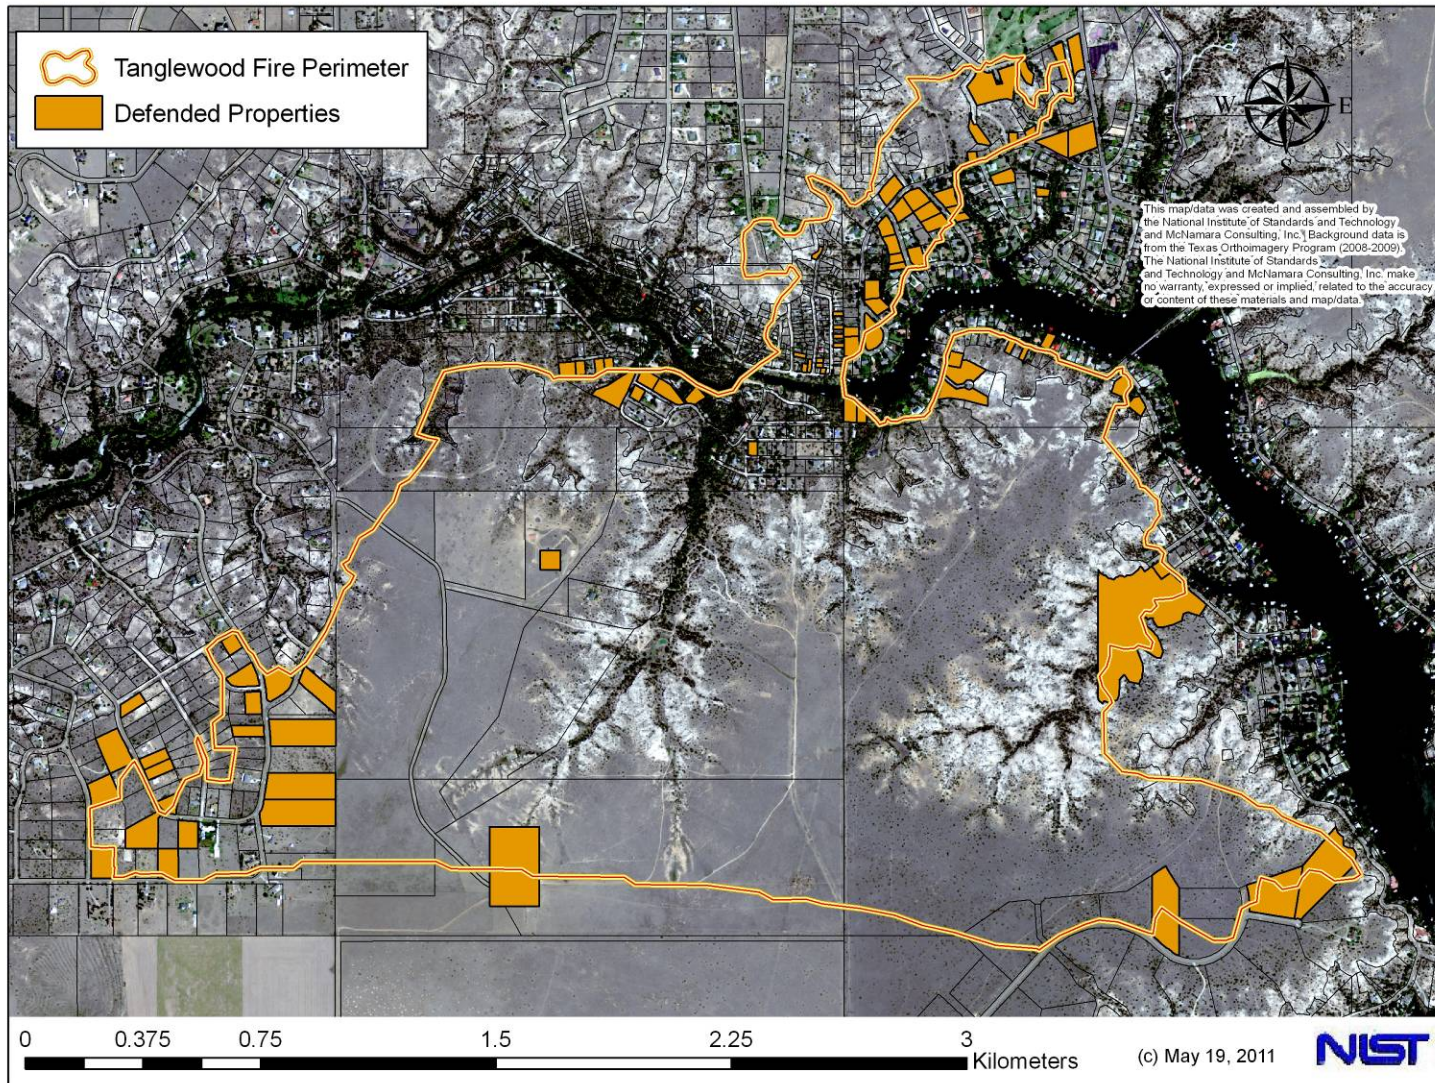 Tanglewood Fire Perimeter
Defended Properties
N
W
E
S
This map/data was created and assembled by
the National Institute of Standards and Technology
and McNamara Consulting, Inc. Background data is
from the Texas Orthoimagery Program (2008-2009).
The National Institute of Standards
and Technology and McNamara Consulting, Inc. make
no warranty, expressed or implied, related to the accuracy
or content of these materials and map/data.
0 0.375 0.75 1.5 2.25 3
Kilometers
(c) May 19, 2011
NIST